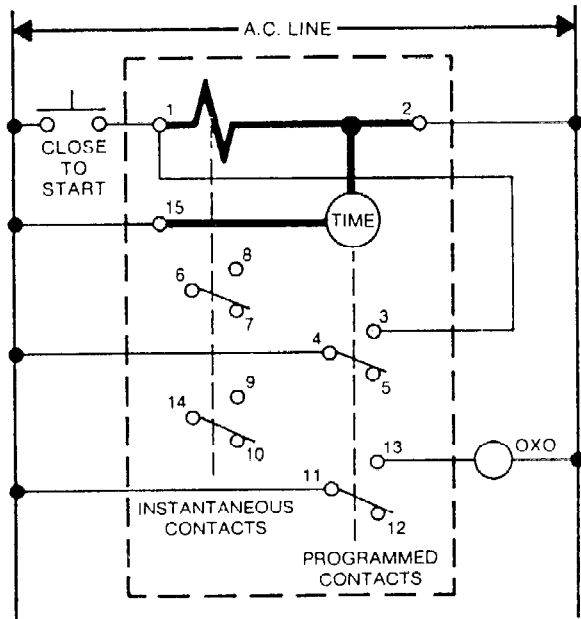 A.C. LINE
1
2
CLOSE
TO
START
15
TIME
8
6
7
3
4
5
9
14
10
13
OXO
11
12
INSTANTANEOUS
CONTACTS
PROGRAMMED
CONTACTS